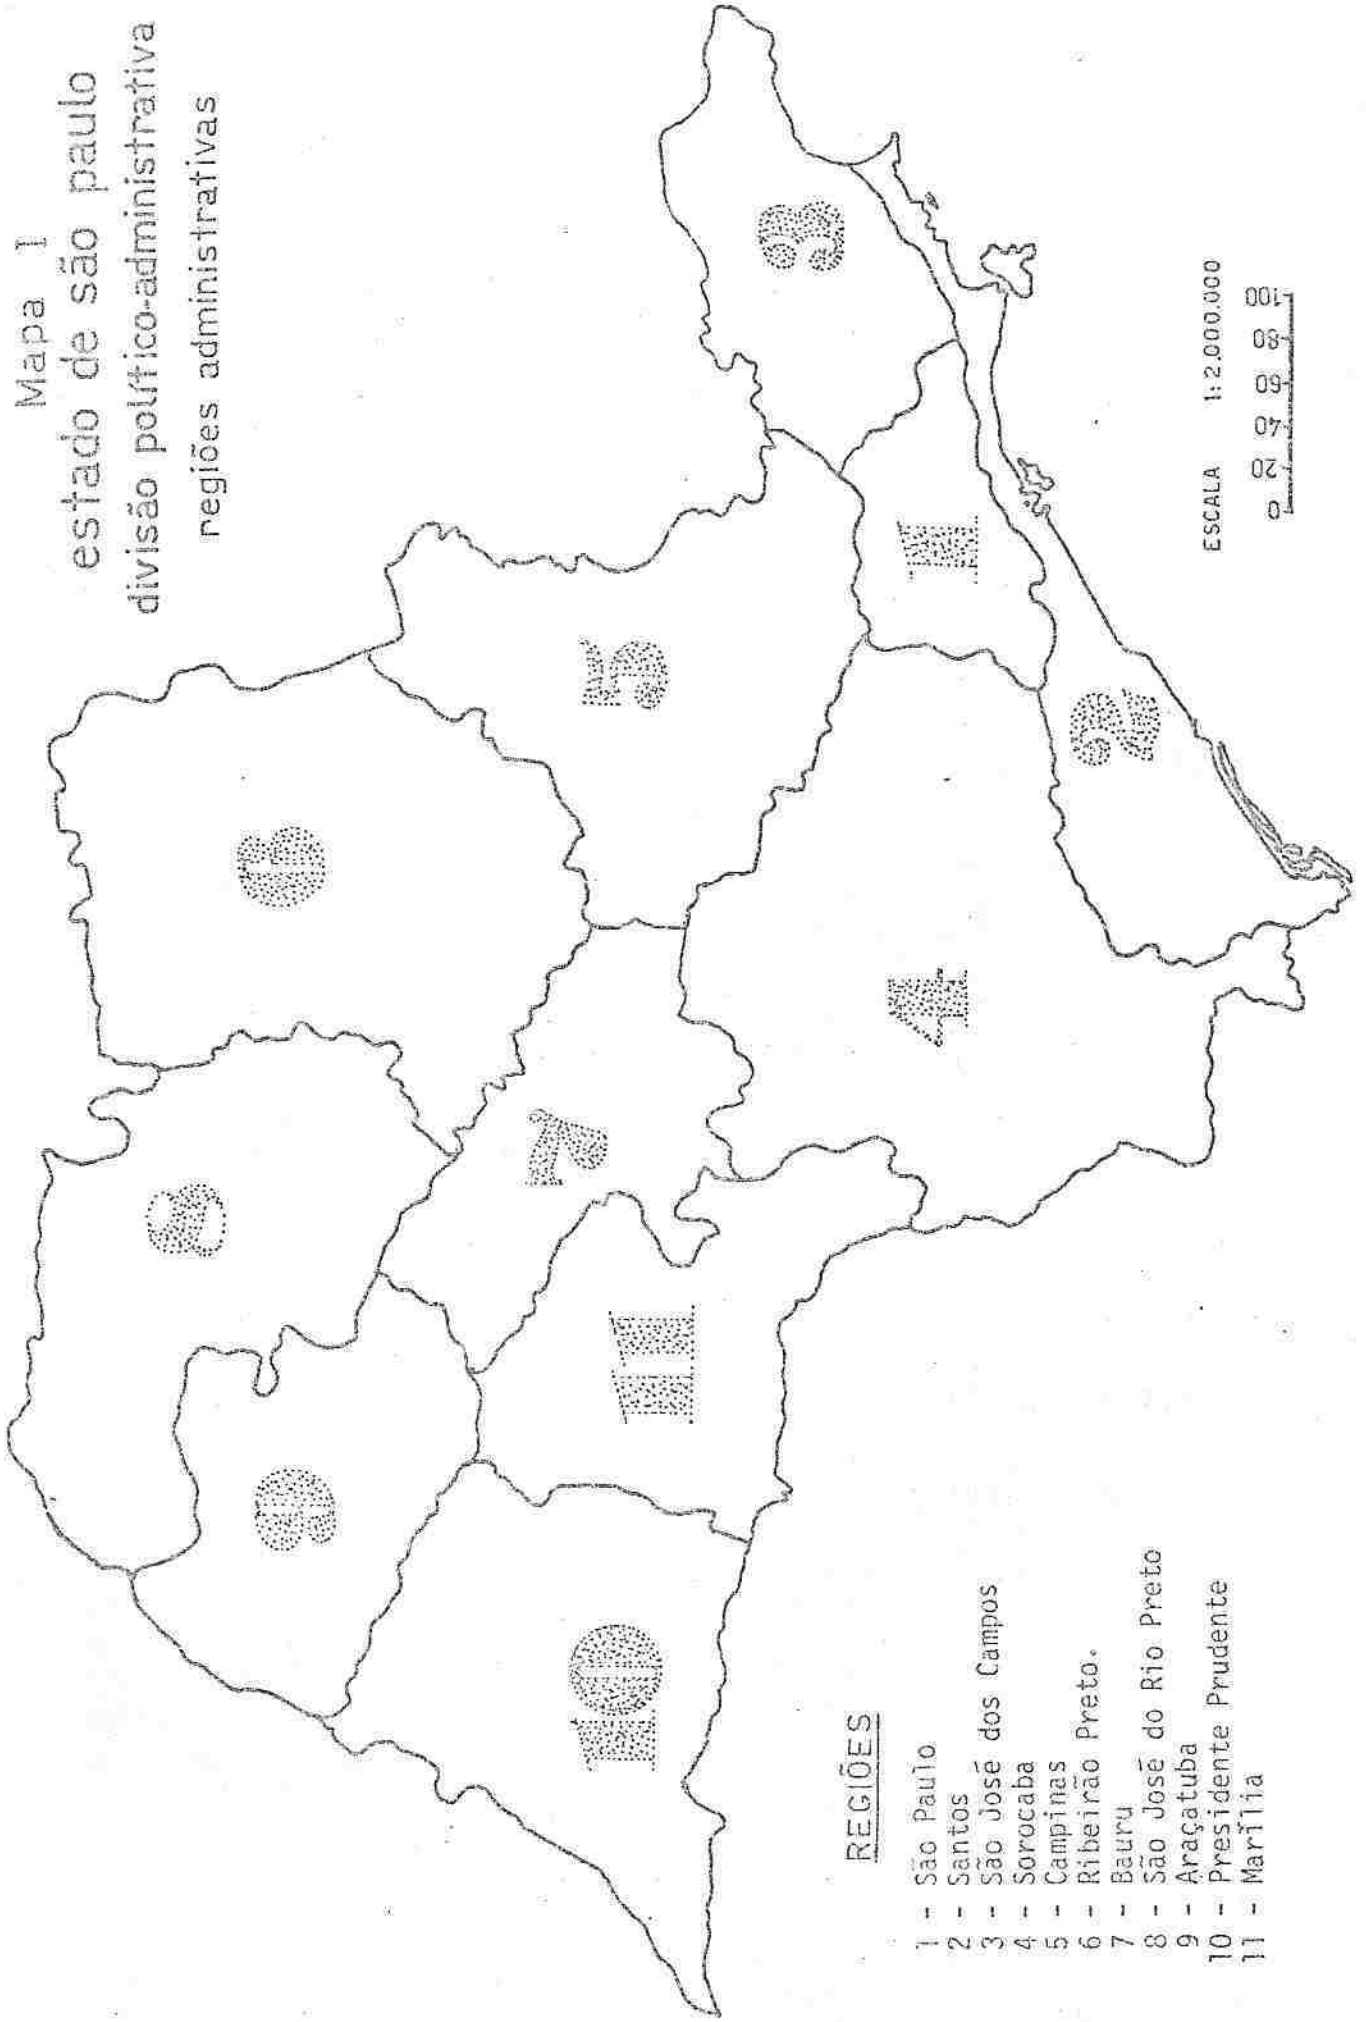 Mapa 1
estado de são paulo
divisão político-administrativa
regiões administrativas
6
8
5
3
9
7
10
11
4
1
2
ESCALA 1:2.000.000
0 20 40 60 80 100
REGIÕES
1 - São Paulo
2 - Santos
3 - São José dos Campos
4 - Sorocaba
5 - Campinas
6 - Ribeirão Preto.
7 - Bauru
8 - São José do Rio Preto
9 - Araçatuba
10 - Presidente Prudente
11 - Marília